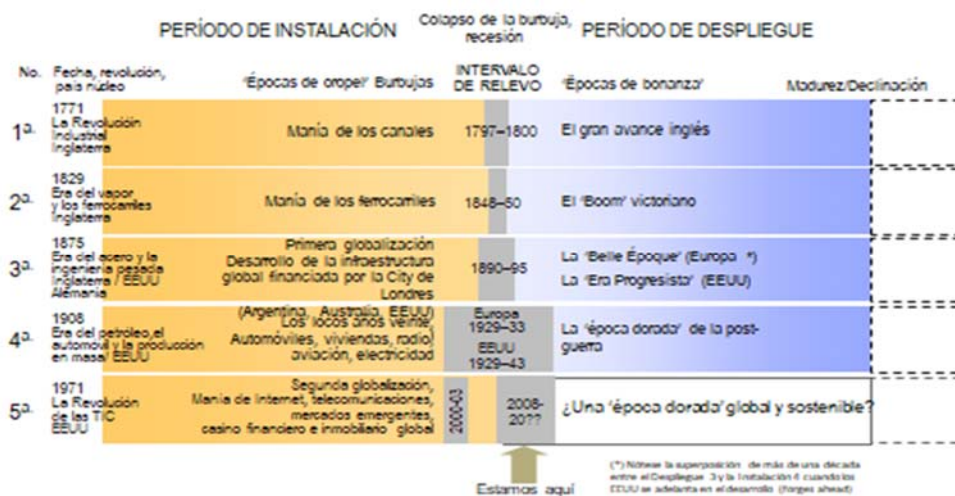 PERÍODO DE INSTALACIÓN
Colapso de la burbuja,
recesión
PERÍODO DE DESPLIEGUE
No.
Fecha, revolución,
país núcleo
'Épocas de oropel' Burbujas
INTERVALO
DE RELEVO
'Épocas de bonanza'
Madurez/Declinación
1ª.
1771
La Revolución
Industrial
Inglaterra
Manía de los canales
1797–1800
El gran avance inglés
2ª.
1829
Era del vapor
y los ferrocarriles
Inglaterra
Manía de los ferrocarriles
1848–50
El 'Boom' victoriano
3ª.
1875
Era del acero y la
ingeniería pesada
Inglaterra / EEUU
Alemania
Primera globalización
Desarrollo de la infraestructura
global financiada por la City de
Londres
(Argentina, Australia, EEUU)
1890–95
La 'Belle Époque' (Europa *)
La 'Era Progresista' (EEUU)
4ª.
1908
Era del petróleo, el
automóvil y la producción
en masa/ EEUU
Los 'locos años veinte,
Automóviles, viviendas, radio/
aviación, electricidad
Europa
1929–33
EEUU
1929–43
La 'época dorada' de la post-
guerra
5ª.
1971
La Revolución
de las TIC
EEUU
Segunda globalización,
Manía de Internet, telecomunicaciones,
mercados emergentes,
casino financiero e inmobiliario global
2000-03
2008-
20??
¿Una 'época dorada' global y sostenible?
Estamos aquí
(*) Nótese la superposición de más de una década
entre el Despliegue 3 y la Instalación 4 cuando los
EEUU se adelanta en el desarrollo (forges ahead)